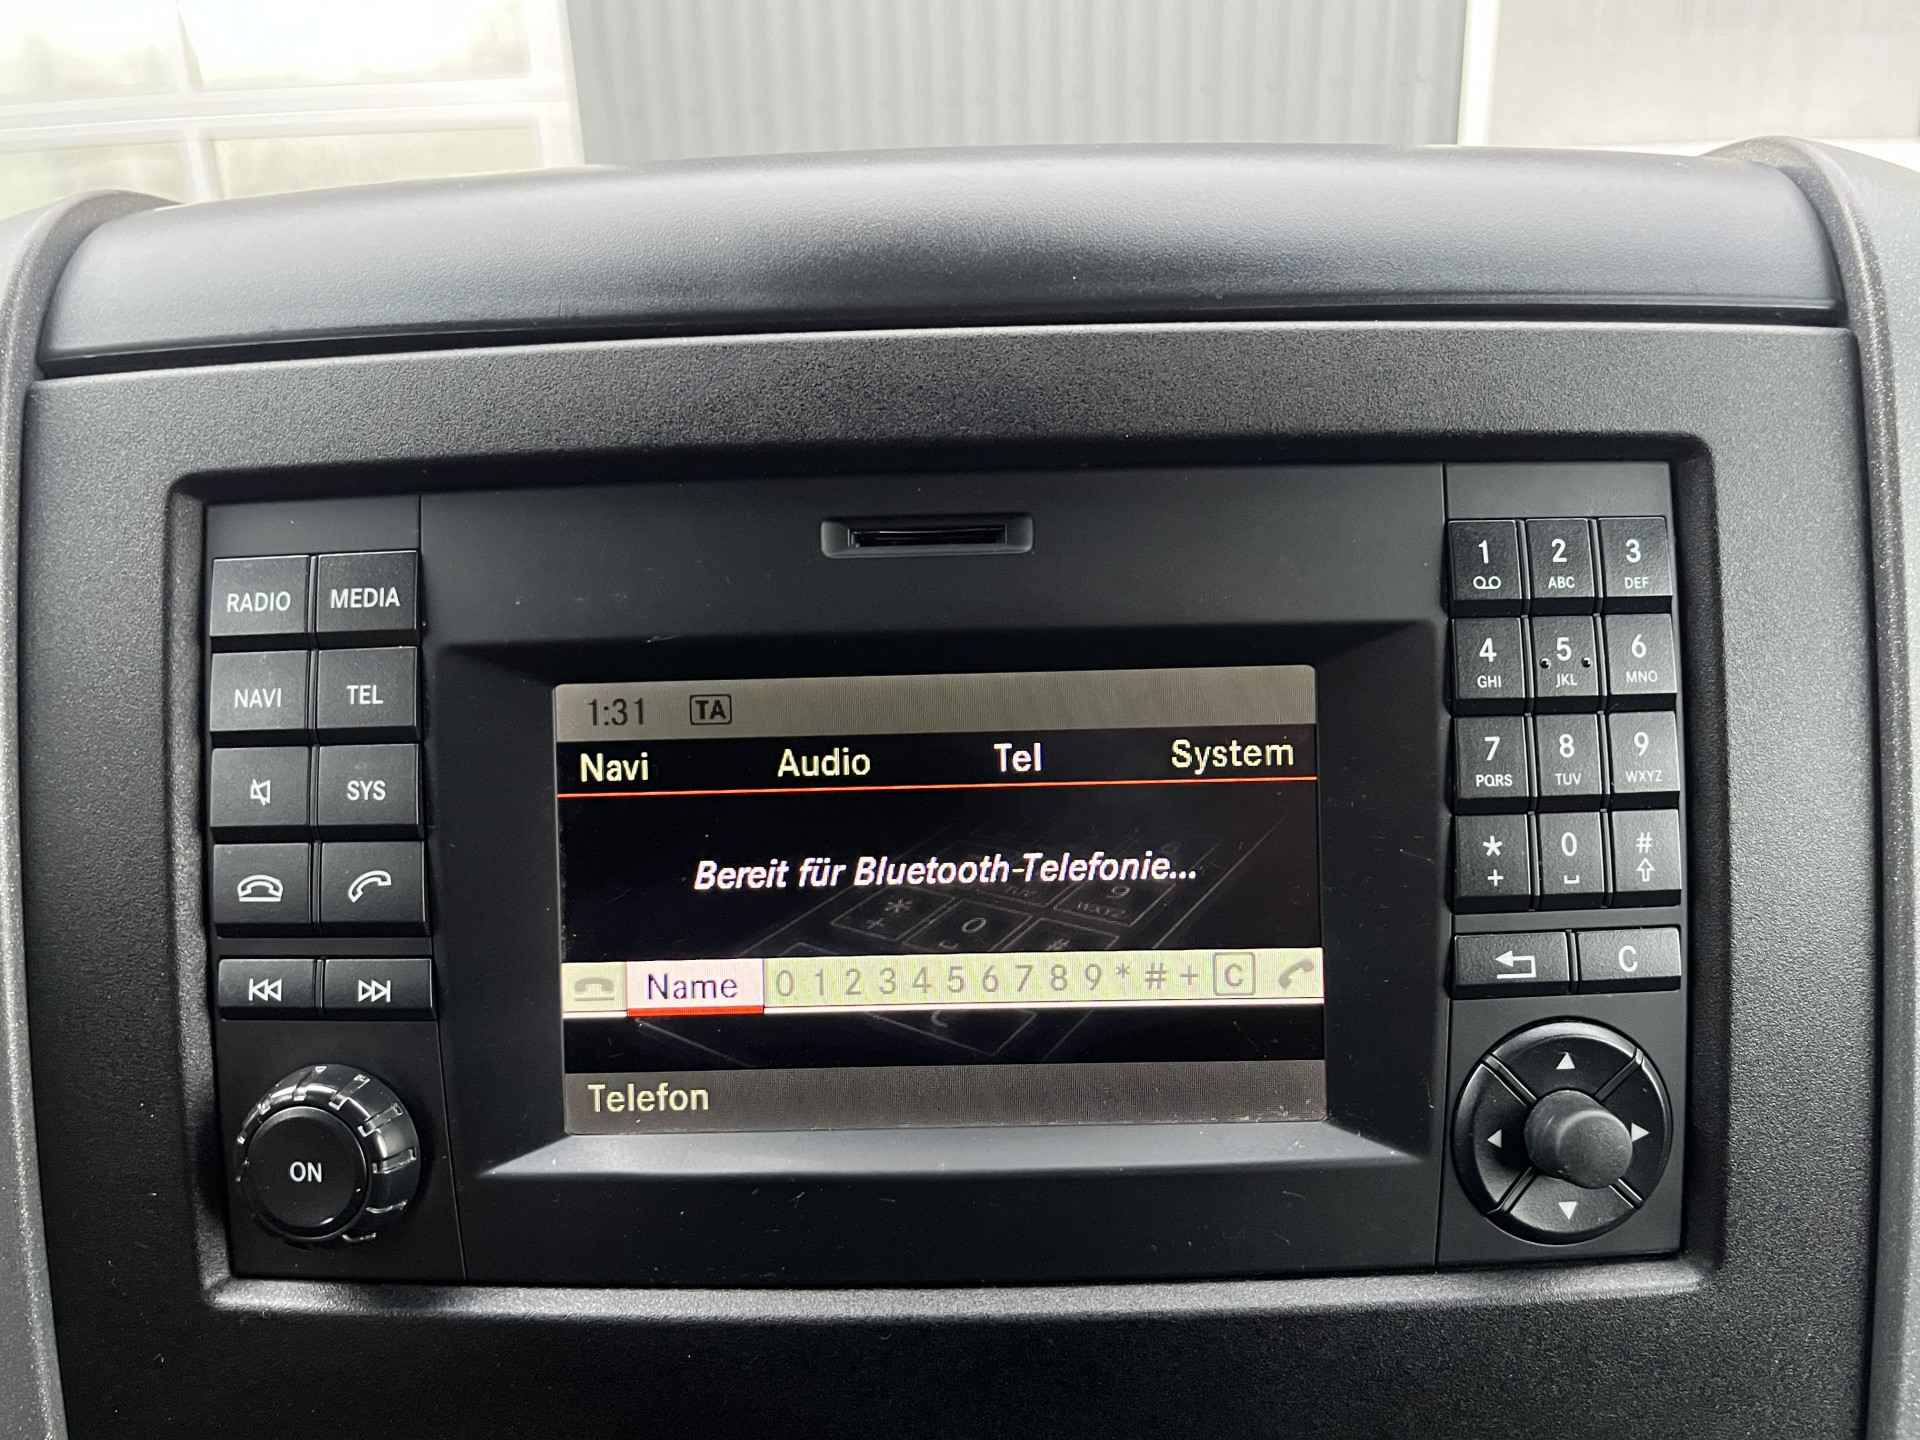 RADIO MEDIA
NAVI TEL
SYS
ON
1:31 TA
Navi Audio Tel System
Bereit für Bluetooth-Telefonie...
Name 0 1 2 3 4 5 6 7 8 9 * # + C
Telefon
1 2 3
ABC DEF
4 5 6
GHI JKL MNO
7 8 9
PQRS TUV WXYZ
* 0 #
+
C